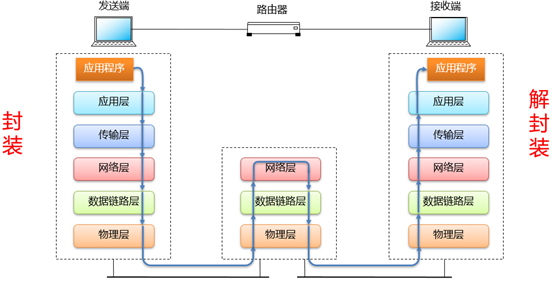 发送端
路由器
接收端
封装
应用程序
应用层
传输层
网络层
数据链路层
物理层
网络层
数据链路层
物理层
应用程序
应用层
传输层
网络层
数据链路层
物理层
解封装